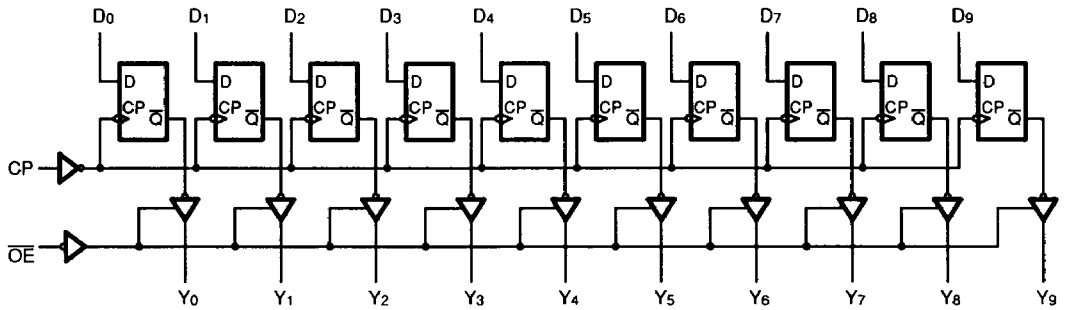 D0 D1 D2 D3 D4 D5 D6 D7 D8 D9
D D D D D D D D D D
CP Q̅ CP Q̅ CP Q̅ CP Q̅ CP Q̅ CP Q̅ CP Q̅ CP Q̅ CP Q̅ CP Q̅
CP
O̅E̅
Y0 Y1 Y2 Y3 Y4 Y5 Y6 Y7 Y8 Y9